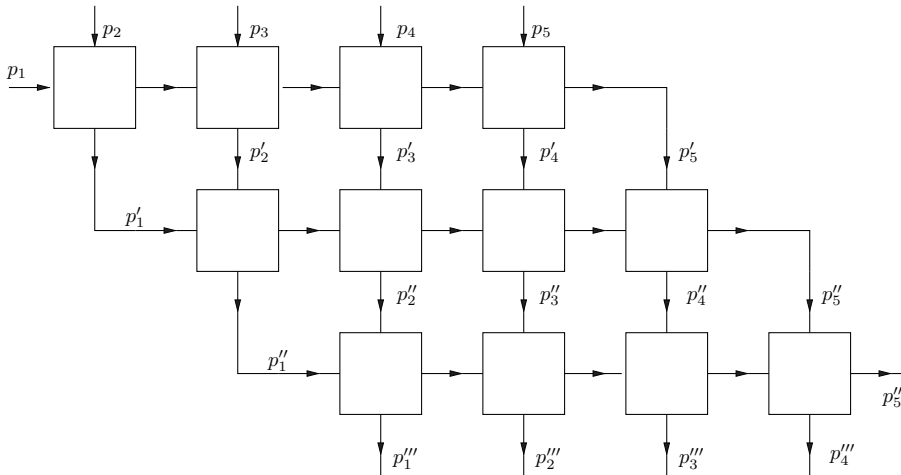 p₂ p₃ p₄ p₅
p₁
p′₂ p′₃ p′₄ p′₅
p′₁
p″₂ p″₃ p″₄ p″₅
p″₁
p″₅
p‴₁ p‴₂ p‴₃ p‴₄